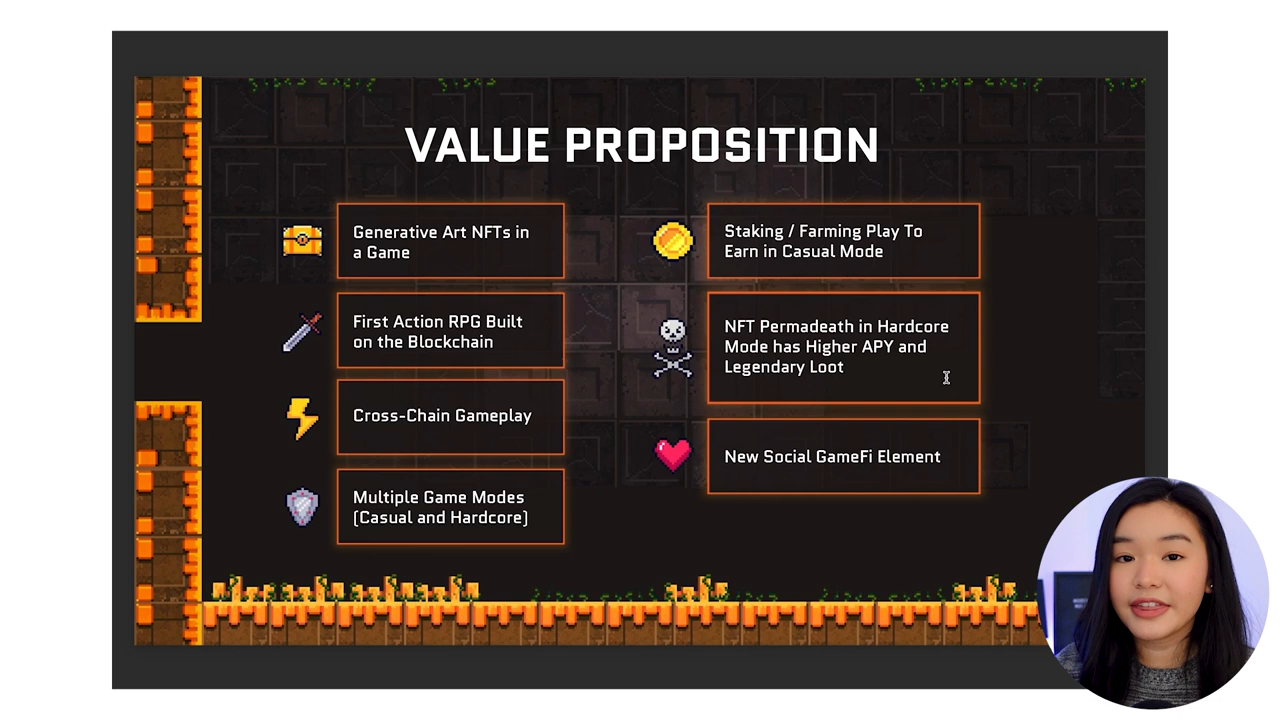 VALUE PROPOSITION
Generative Art NFTs in
a Game
First Action RPG Built
on the Blockchain
Cross-Chain Gameplay
Multiple Game Modes
(Casual and Hardcore)
Staking / Farming Play To
Earn in Casual Mode
NFT Permadeath in Hardcore
Mode has Higher APY and
Legendary Loot
New Social GameFi Element